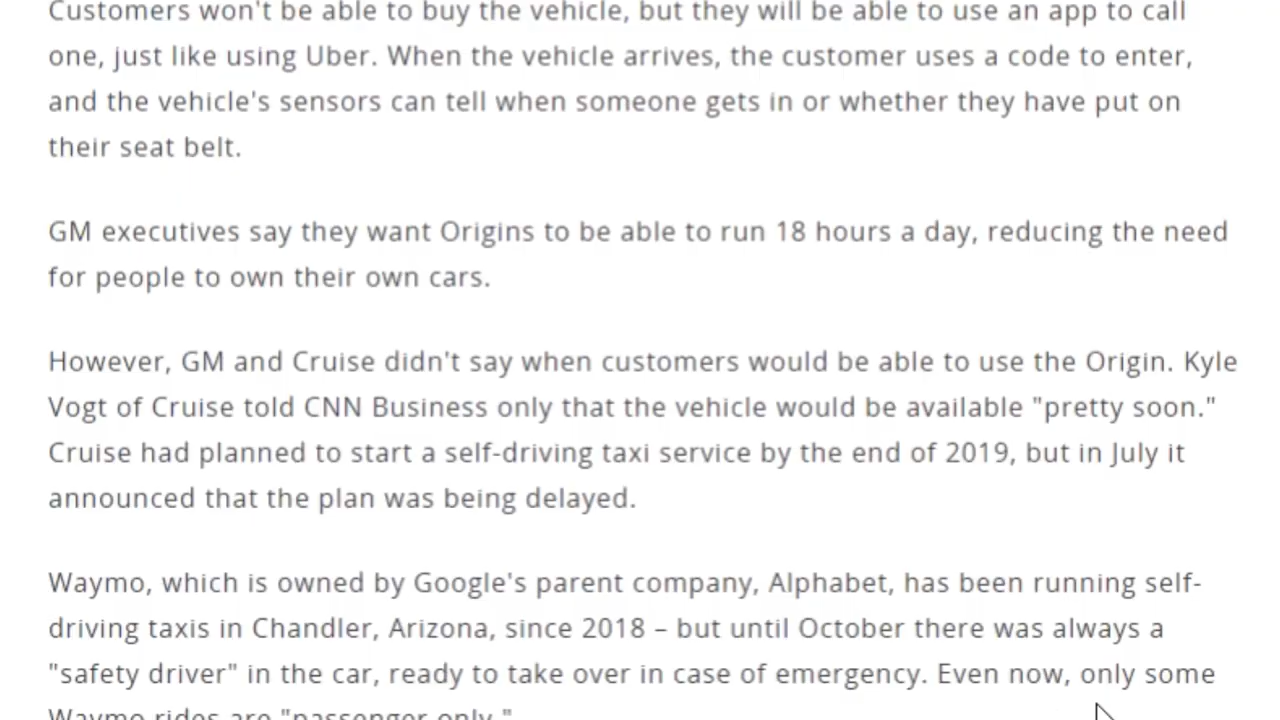 Customers won't be able to buy the vehicle, but they will be able to use an app to call
one, just like using Uber. When the vehicle arrives, the customer uses a code to enter,
and the vehicle's sensors can tell when someone gets in or whether they have put on
their seat belt.
GM executives say they want Origins to be able to run 18 hours a day, reducing the need
for people to own their own cars.
However, GM and Cruise didn't say when customers would be able to use the Origin. Kyle
Vogt of Cruise told CNN Business only that the vehicle would be available "pretty soon."
Cruise had planned to start a self-driving taxi service by the end of 2019, but in July it
announced that the plan was being delayed.
Waymo, which is owned by Google's parent company, Alphabet, has been running self-
driving taxis in Chandler, Arizona, since 2018 – but until October there was always a
"safety driver" in the car, ready to take over in case of emergency. Even now, only some
Waymo rides are "passenger only."